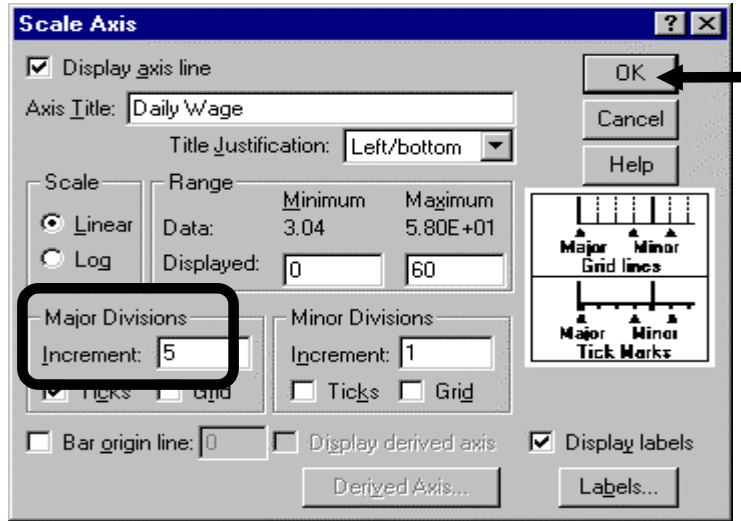 Scale Axis
Display axis line
OK
Axis Title: Daily Wage
Cancel
Title Justification: Left/bottom
Help
Scale
Range
Minimum Maximum
Linear
Data: 3.04 5.80E+01
Log
Displayed: 0 60
Major Minor
Grid lines
Major Minor
Tick Marks
Major Divisions
Increment: 5
Ticks Grid
Minor Divisions
Increment: 1
Ticks Grid
Bar origin line: 0
Display derived axis
Display labels
Derived Axis...
Labels...